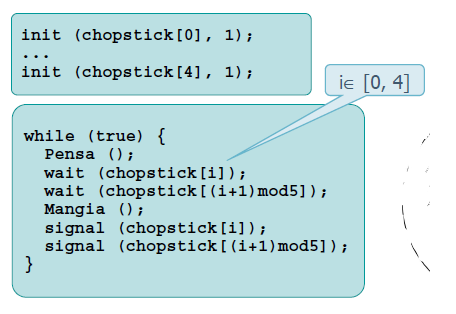 init (chopstick[0], 1);
...
init (chopstick[4], 1);
i∈ [0, 4]
while (true) {
Pensa ();
wait (chopstick[i]);
wait (chopstick[(i+1)mod5]);
Mangia ();
signal (chopstick[i]);
signal (chopstick[(i+1)mod5]);
}